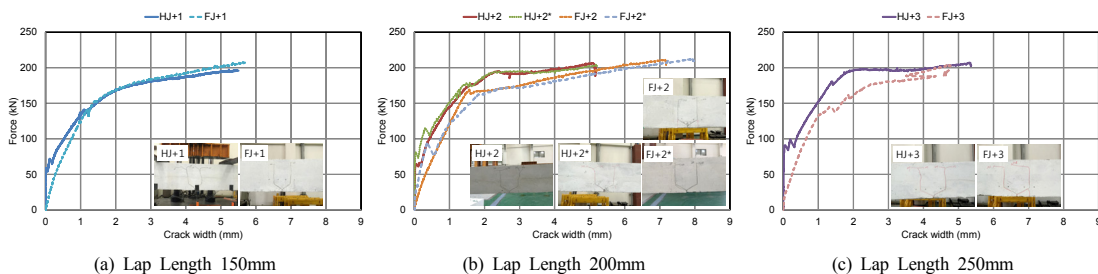 HJ+1 FJ+1
250
200
150
100
50
0
Force (kN)
0 1 2 3 4 5 6 7 8 9
Crack width (mm)
HJ+1 FJ+1
(a) Lap Length 150mm
HJ+2 HJ+2* FJ+2 FJ+2*
250
200
150
100
50
0
Force (kN)
0 1 2 3 4 5 6 7 8 9
Crack width (mm)
FJ+2
HJ+2 HJ+2* FJ+2*
(b) Lap Length 200mm
HJ+3 FJ+3
250
200
150
100
50
0
Force (kN)
0 1 2 3 4 5 6 7 8 9
Crack width (mm)
HJ+3 FJ+3
(c) Lap Length 250mm